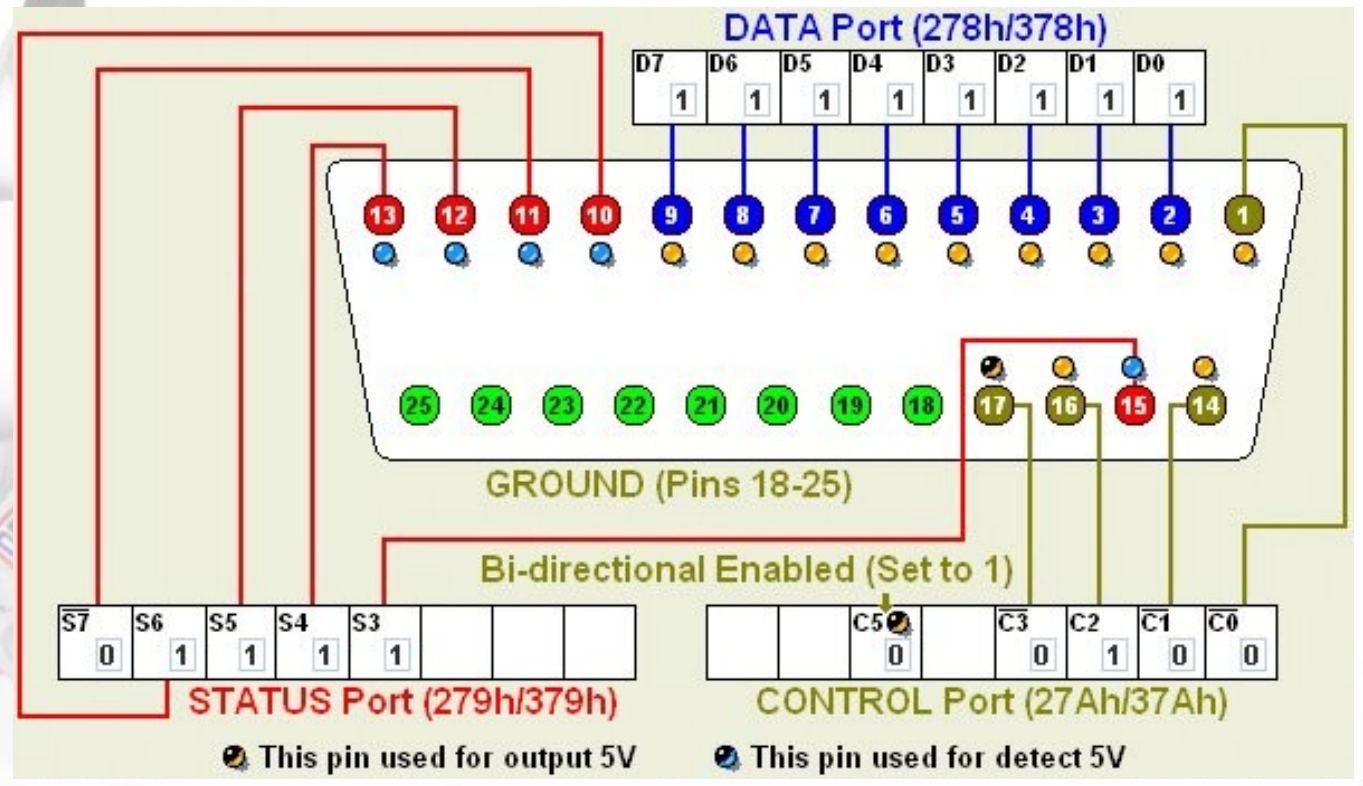 DATA Port (278h/378h)
D7 D6 D5 D4 D3 D2 D1 D0
1 1 1 1 1 1 1 1
13 12 11 10 9 8 7 6 5 4 3 2 1
25 24 23 22 21 20 19 18 17 16 15 14
GROUND (Pins 18-25)
Bi-directional Enabled (Set to 1)
S̅7̅ S6 S5 S4 S3 C5 C̅3̅ C2 C̅1̅ C̅0̅
0 1 1 1 1 0 0 1 0 0
STATUS Port (279h/379h) CONTROL Port (27Ah/37Ah)
This pin used for output 5V This pin used for detect 5V